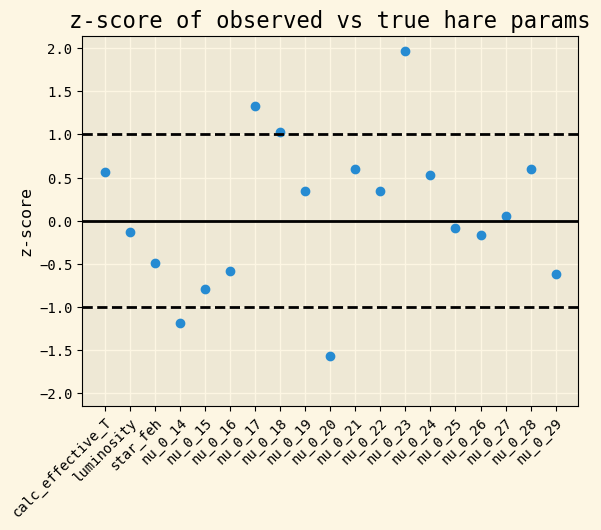 z-score of observed vs true hare params
z-score
2.0
1.5
1.0
0.5
0.0
−0.5
−1.0
−1.5
−2.0
calc_effective_T
luminosity
star_feh
nu_0_14
nu_0_15
nu_0_16
nu_0_17
nu_0_18
nu_0_19
nu_0_20
nu_0_21
nu_0_22
nu_0_23
nu_0_24
nu_0_25
nu_0_26
nu_0_27
nu_0_28
nu_0_29